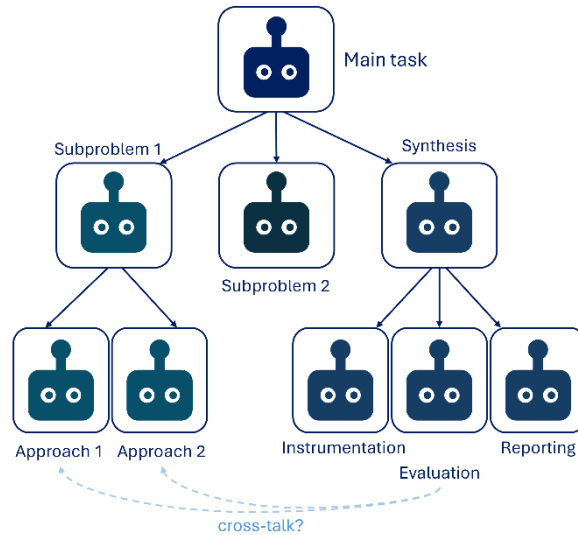 Main task
Subproblem 1
Synthesis
Subproblem 2
Approach 1
Approach 2
Instrumentation
Evaluation
Reporting
cross-talk?